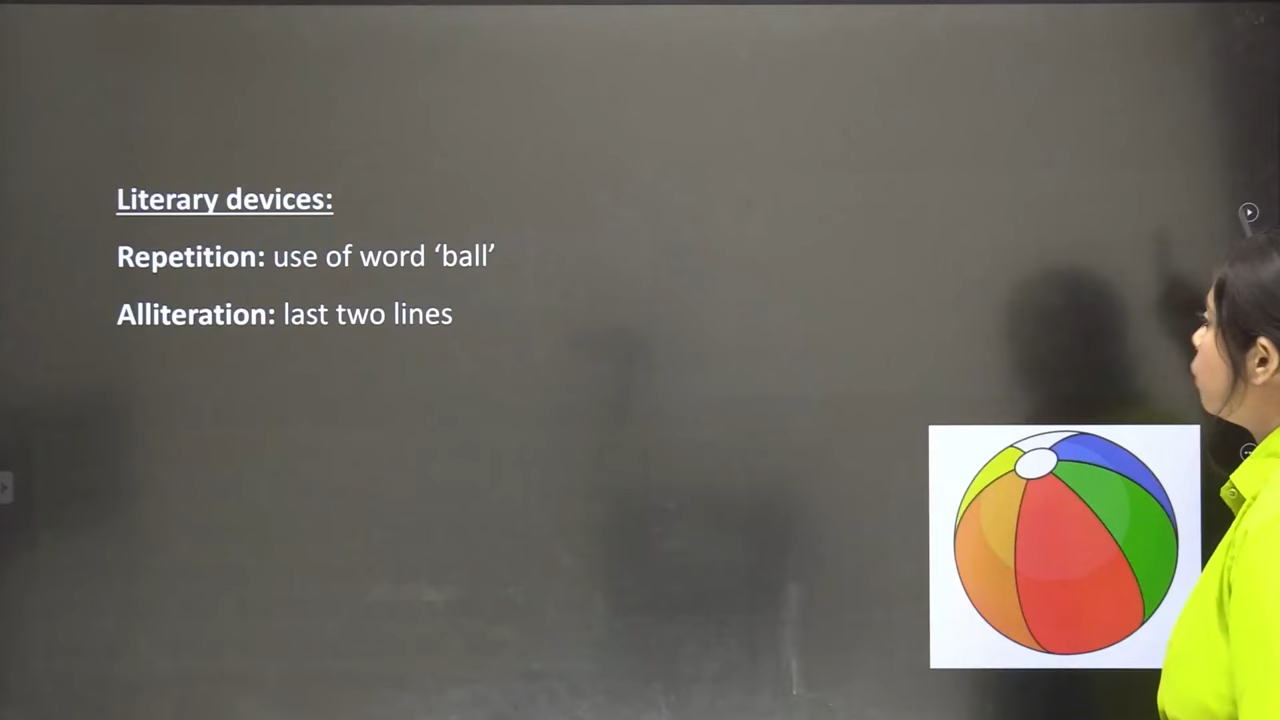 Literary devices:
Repetition: use of word ‘ball’
Alliteration: last two lines